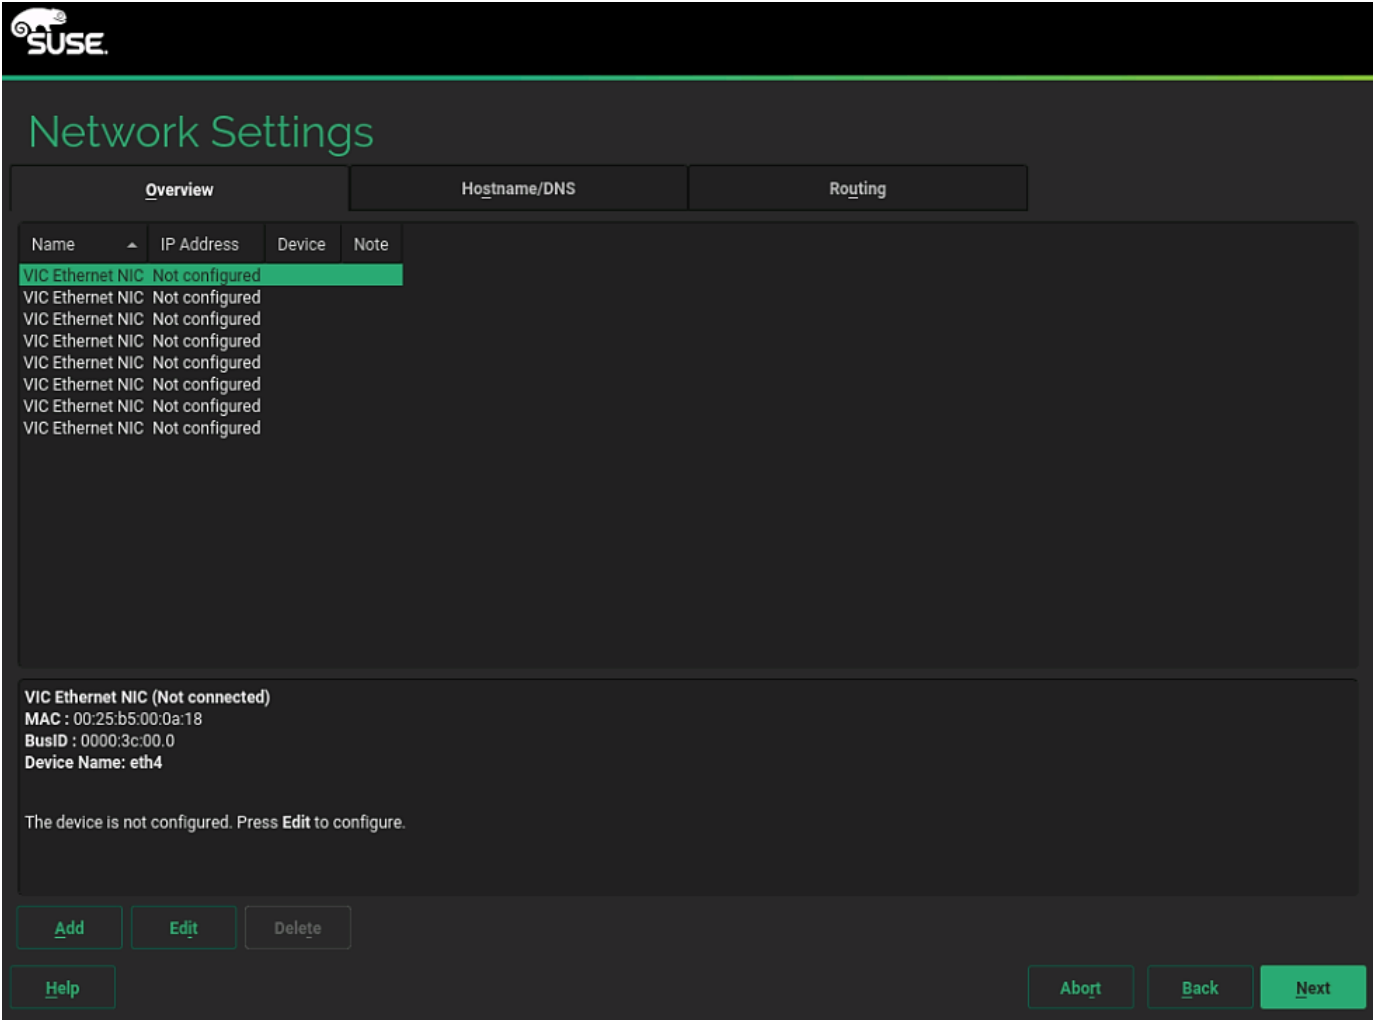 SUSE.
Network Settings
Overview Hostname/DNS Routing
Name IP Address Device Note
VIC Ethernet NIC Not configured
VIC Ethernet NIC Not configured
VIC Ethernet NIC Not configured
VIC Ethernet NIC Not configured
VIC Ethernet NIC Not configured
VIC Ethernet NIC Not configured
VIC Ethernet NIC Not configured
VIC Ethernet NIC Not configured
VIC Ethernet NIC (Not connected)
MAC : 00:25:b5:00:0a:18
BusID : 0000:3c:00.0
Device Name: eth4
The device is not configured. Press Edit to configure.
Add Edit Delete
Help Abort Back Next